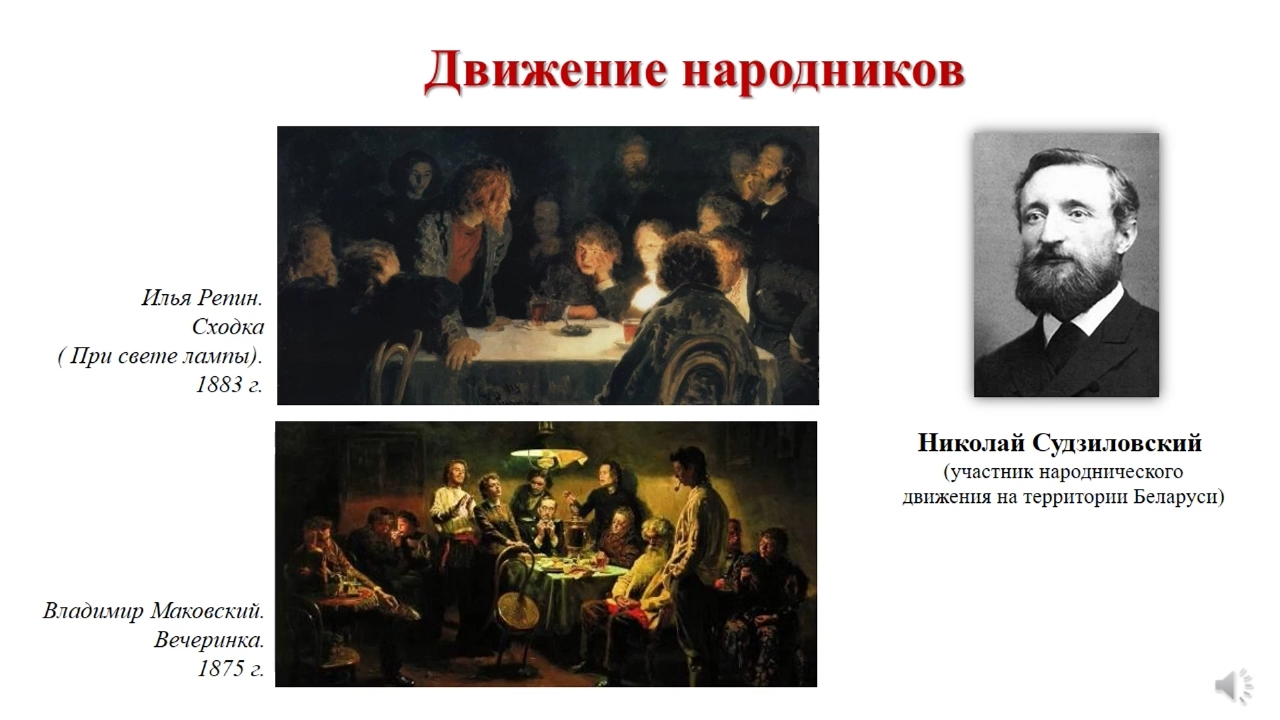 Движение народников
Илья Репин.
Сходка
( При свете лампы).
1883 г.
Владимир Маковский.
Вечеринка.
1875 г.
Николай Судзиловский
(участник народнического
движения на территории Беларуси)